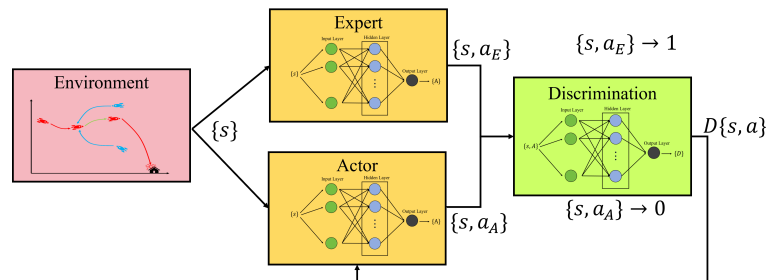 Expert
Input Layer
Hidden Layer
{s}
Output Layer
{A}
{s, a_E}
{s, a_E} → 1
Environment
{s}
Discrimination
Input Layer
Hidden Layer
{s, A}
Output Layer
{D}
D{s, a}
Actor
Input Layer
Hidden Layer
{s}
Output Layer
{A}
{s, a_A}
{s, a_A} → 0